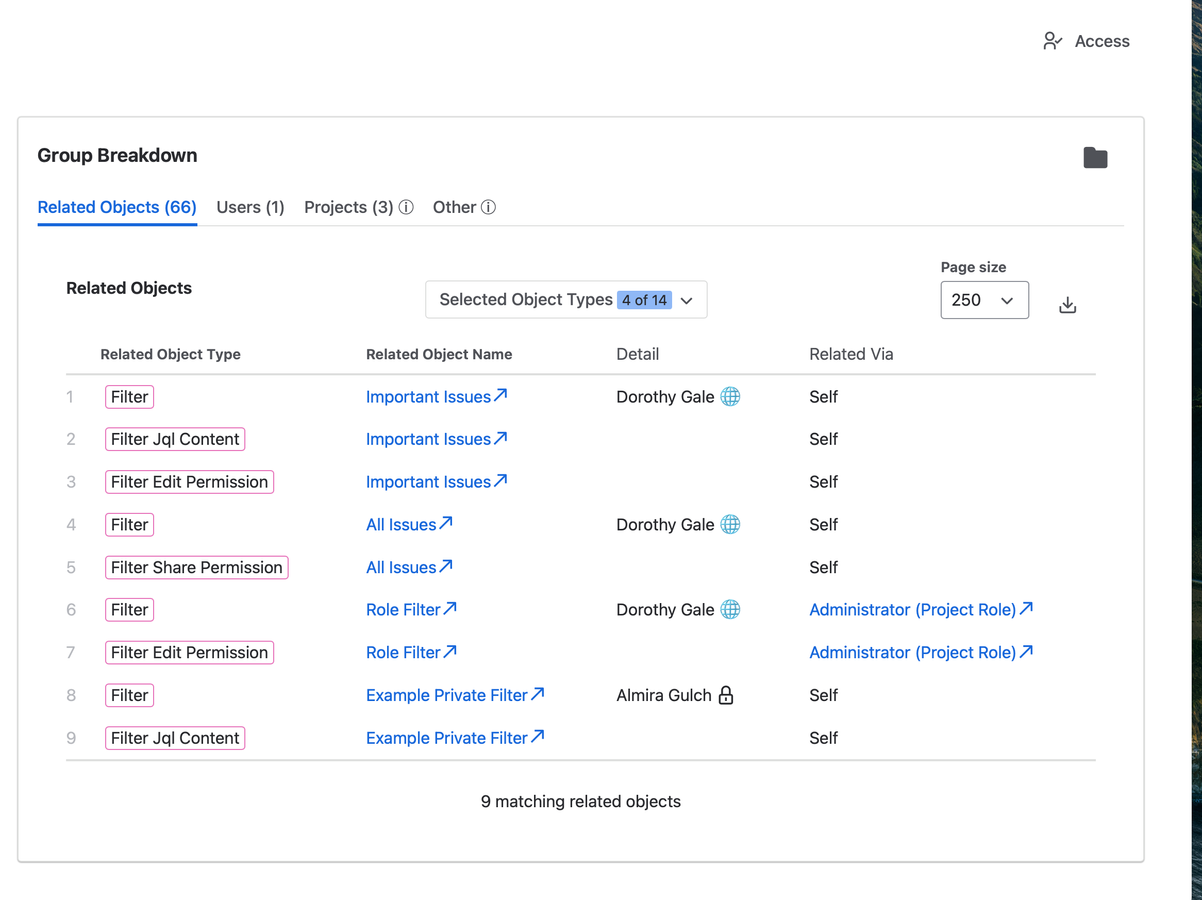 Access
Group Breakdown
Related Objects (66) Users (1) Projects (3) Other
Page size
Related Objects Selected Object Types 4 of 14 250
Related Object Type Related Object Name Detail Related Via
1 Filter Important Issues Dorothy Gale Self
2 Filter Jql Content Important Issues Self
3 Filter Edit Permission Important Issues Self
4 Filter All Issues Dorothy Gale Self
5 Filter Share Permission All Issues Self
6 Filter Role Filter Dorothy Gale Administrator (Project Role)
7 Filter Edit Permission Role Filter Administrator (Project Role)
8 Filter Example Private Filter Almira Gulch Self
9 Filter Jql Content Example Private Filter Self
9 matching related objects